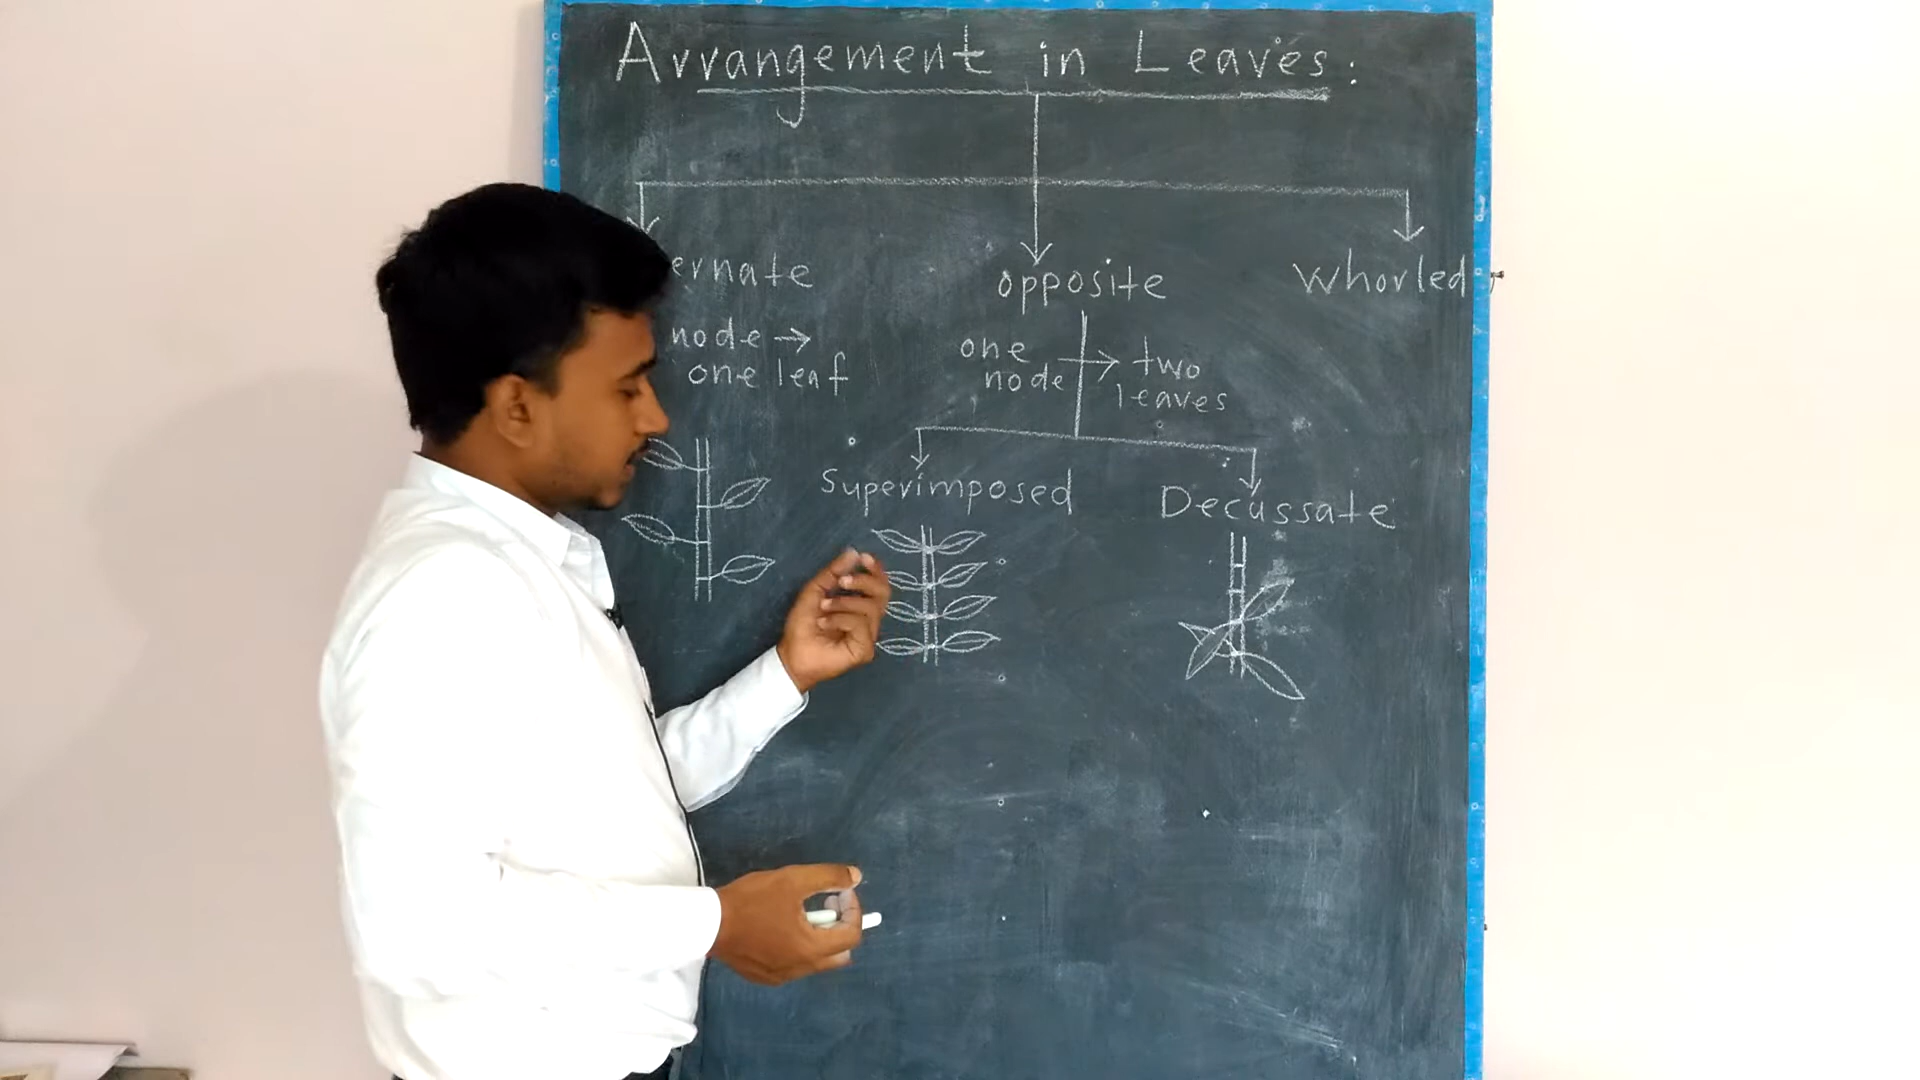 Arrangement in Leaves:
ernate
opposite
Whorled
node →
one leaf
one
node → two
leaves
Superimposed
Decussate